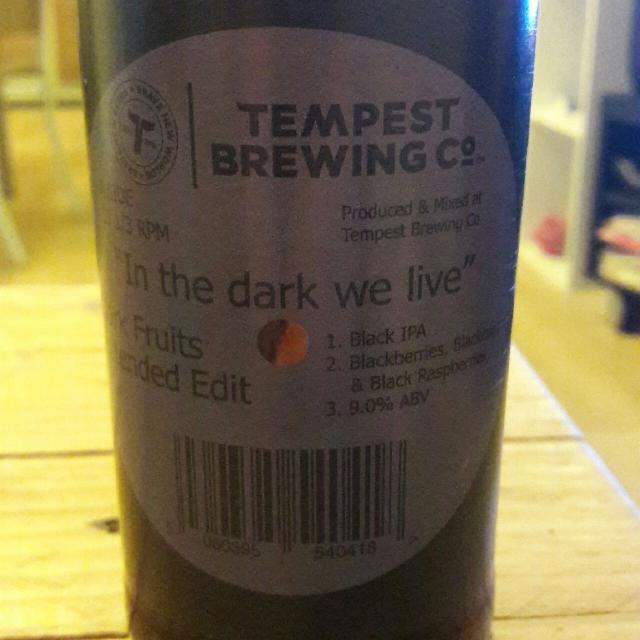 TEMPEST
BREWING Co
Produced & Mixed at
Tempest Brewing Co
RPM
"In the dark we live"
Fruits
Edit
1. Black IPA
2. Blackberries,
& Black Raspberries
3. 9.0% ABV
540418